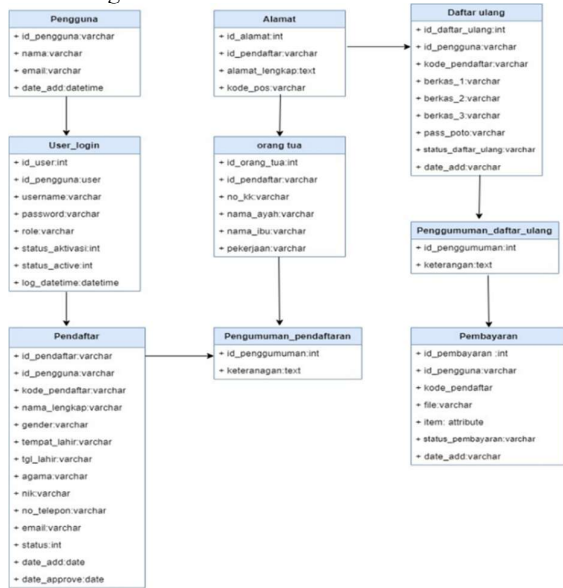 Pengguna
+ id_pengguna:varchar
+ nama:varchar
+ email:varchar
+ date_add:datetime
User_login
+ id_user:int
+ id_pengguna:user
+ username:varchar
+ password:varchar
+ role:varchar
+ status_aktivasi:int
+ status_active:int
+ log_datetime:datetime
Pendaftar
+ id_pendaftar:varchar
+ id_pengguna:varchar
+ kode_pendaftar:varchar
+ nama_lengkap:varchar
+ gender:varchar
+ tempat_lahir:varchar
+ tgl_lahir:varchar
+ agama:varchar
+ nik:varchar
+ no_telepon:varchar
+ email:varchar
+ status:int
+ date_add:date
+ date_approve:date
Alamat
+ id_alamat:int
+ id_pendaftar:varchar
+ alamat_lengkap:text
+ kode_pos:varchar
orang tua
+ id_orang_tua:int
+ id_pendaftar:varchar
+ no_kk:varchar
+ nama_ayah:varchar
+ nama_ibu:varchar
+ pekerjaan:varchar
Pengumuman_pendaftaran
+ id_penggumuman:int
+ keteranagan:text
Daftar ulang
+ id_daftar_ulang:int
+ id_pengguna:varchar
+ kode_pendaftar:varchar
+ berkas_1:varchar
+ berkas_2:varchar
+ berkas_3:varchar
+ pass_poto:varchar
+ status_daftar_ulang:varchar
+ date_add:varchar
Penggumuman_daftar_ulang
+ id_penggumuman:int
+ keterangan:text
Pembayaran
+ id_pembayaran :int
+ id_pengguna:varchar
+ kode_pendaftar
+ file:varchar
+ item: attribute
+ status_pembayaran:varchar
+ date_add:varchar